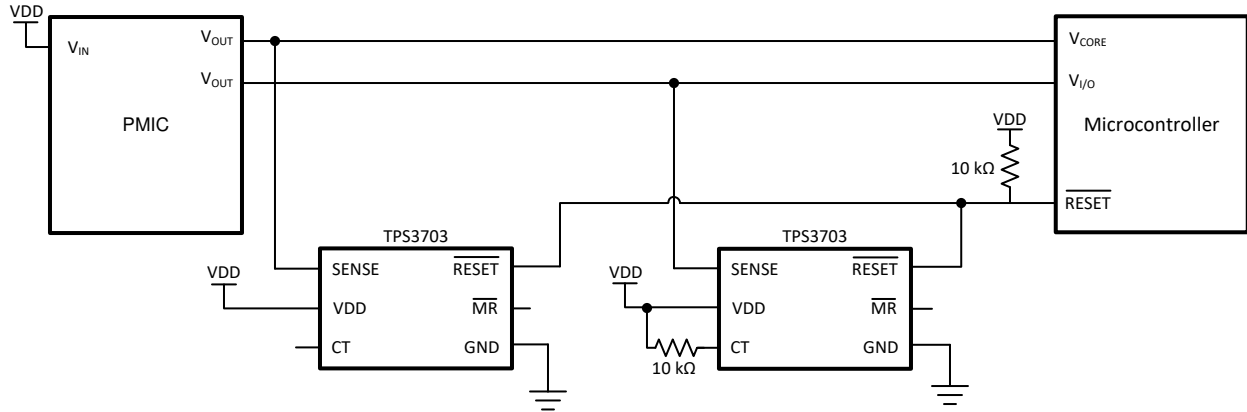 VDD
VIN
VOUT
VOUT
PMIC
VCORE
VI/O
Microcontroller
RESET
VDD
10 kΩ
TPS3703
VDD
SENSE
RESET
VDD
MR
CT
GND
TPS3703
VDD
SENSE
RESET
VDD
MR
CT
GND
10 kΩ